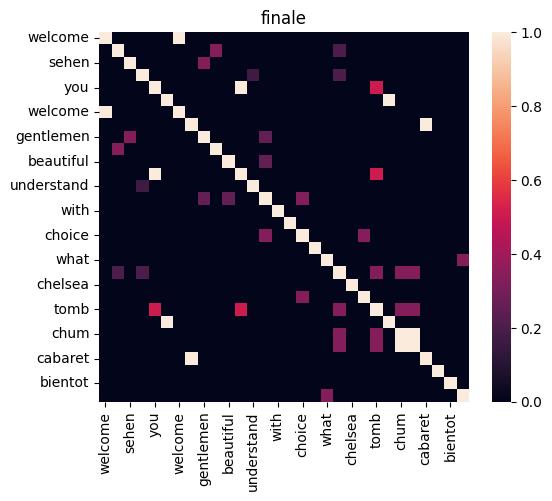 finale
welcome
sehen
you
welcome
gentlemen
beautiful
understand
with
choice
what
chelsea
tomb
chum
cabaret
bientot
welcome
sehen
you
welcome
gentlemen
beautiful
understand
with
choice
what
chelsea
tomb
chum
cabaret
bientot
1.0
0.8
0.6
0.4
0.2
0.0